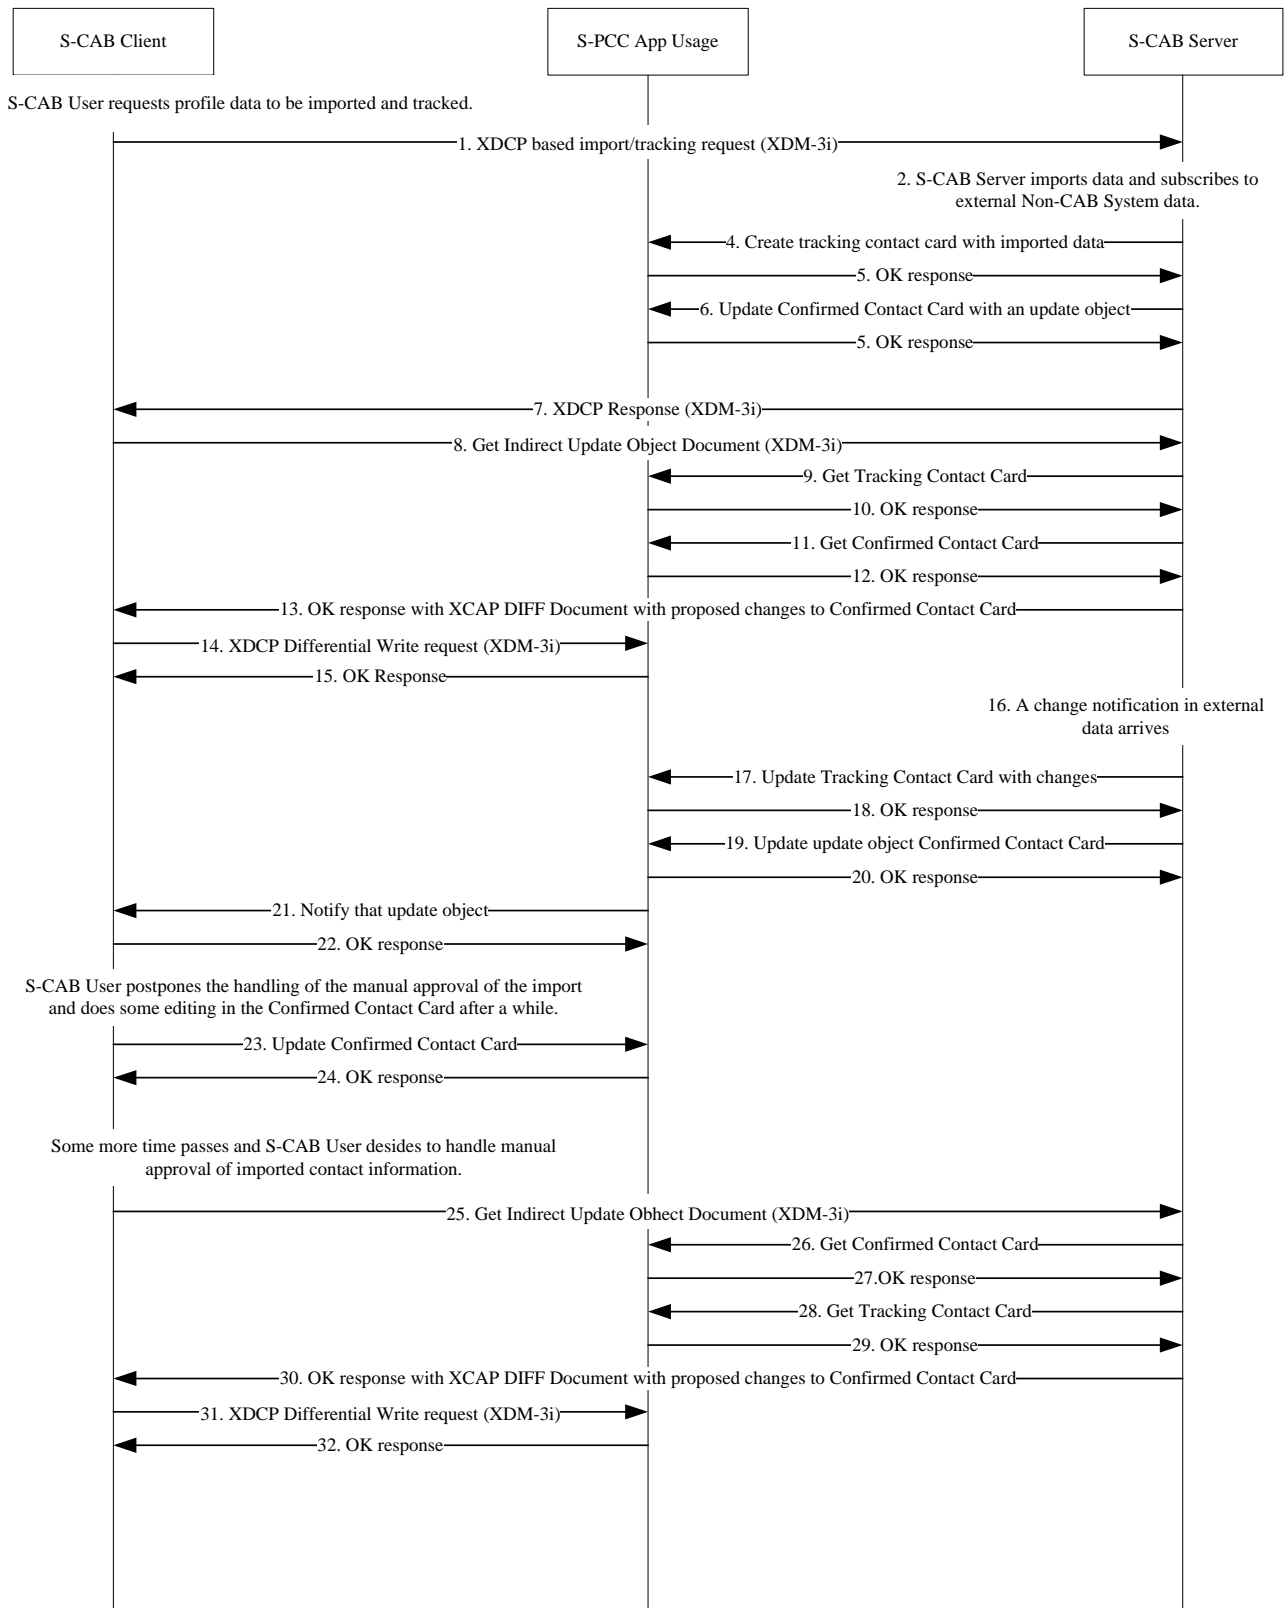 S-CAB Client
S-PCC App Usage
S-CAB Server
S-CAB User requests profile data to be imported and tracked.
1. XDCP based import/tracking request (XDM-3i)
2. S-CAB Server imports data and subscribes to
external Non-CAB System data.
4. Create tracking contact card with imported data
5. OK response
6. Update Confirmed Contact Card with an update object
5. OK response
7. XDCP Response (XDM-3i)
8. Get Indirect Update Object Document (XDM-3i)
9. Get Tracking Contact Card
10. OK response
11. Get Confirmed Contact Card
12. OK response
13. OK response with XCAP DIFF Document with proposed changes to Confirmed Contact Card
14. XDCP Differential Write request (XDM-3i)
15. OK Response
16. A change notification in external
data arrives
17. Update Tracking Contact Card with changes
18. OK response
19. Update update object Confirmed Contact Card
20. OK response
21. Notify that update object
22. OK response
S-CAB User postpones the handling of the manual approval of the import
and does some editing in the Confirmed Contact Card after a while.
23. Update Confirmed Contact Card
24. OK response
Some more time passes and S-CAB User desides to handle manual
approval of imported contact information.
25. Get Indirect Update Obhect Document (XDM-3i)
26. Get Confirmed Contact Card
27.OK response
28. Get Tracking Contact Card
29. OK response
30. OK response with XCAP DIFF Document with proposed changes to Confirmed Contact Card
31. XDCP Differential Write request (XDM-3i)
32. OK response